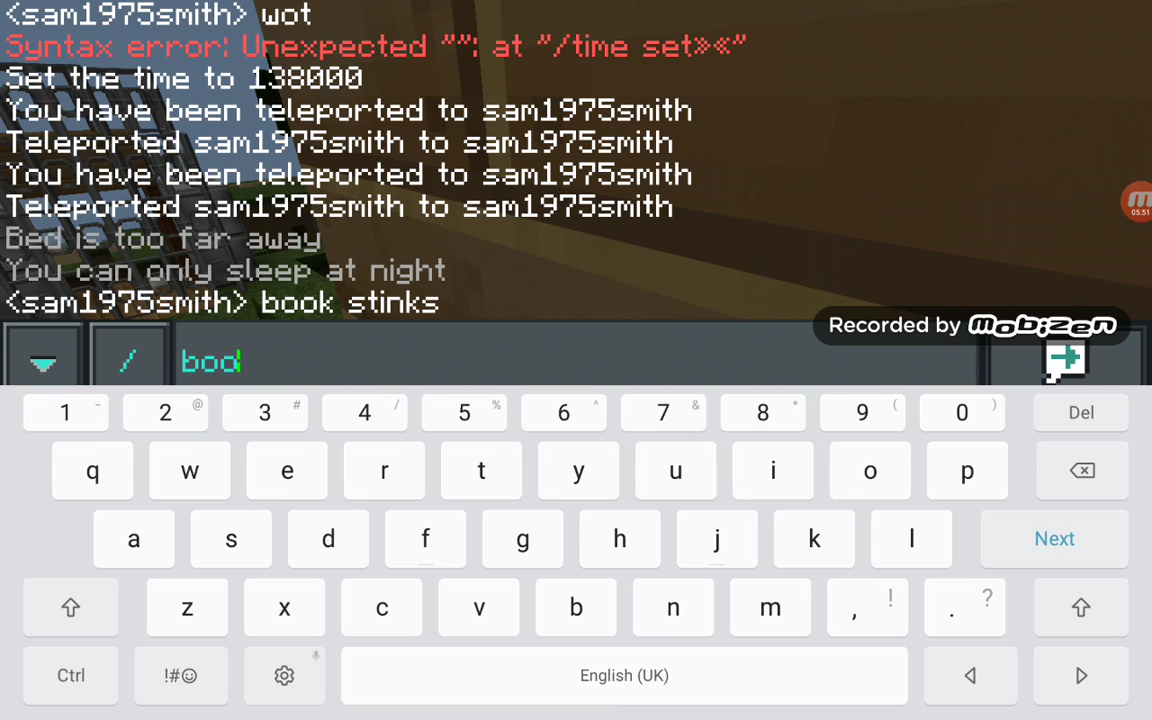 <sam1975smith> wot
Syntax error: Unexpected "": at "/time set»«"
Set the time to 138000
You have been teleported to sam1975smith
Teleported sam1975smith to sam1975smith
You have been teleported to sam1975smith
Teleported sam1975smith to sam1975smith
Bed is too far away
You can only sleep at night
<sam1975smith> book stinks
05:51
Recorded by mobizen
/ boo
1 - 2 @ 3 # 4 / 5 % 6 ^ 7 & 8 * 9 ( 0 ) Del
q w e r t y u i o p
a s d f g h j k l Next
z x c v b n m , ! . ?
Ctrl !#☺ English (UK)